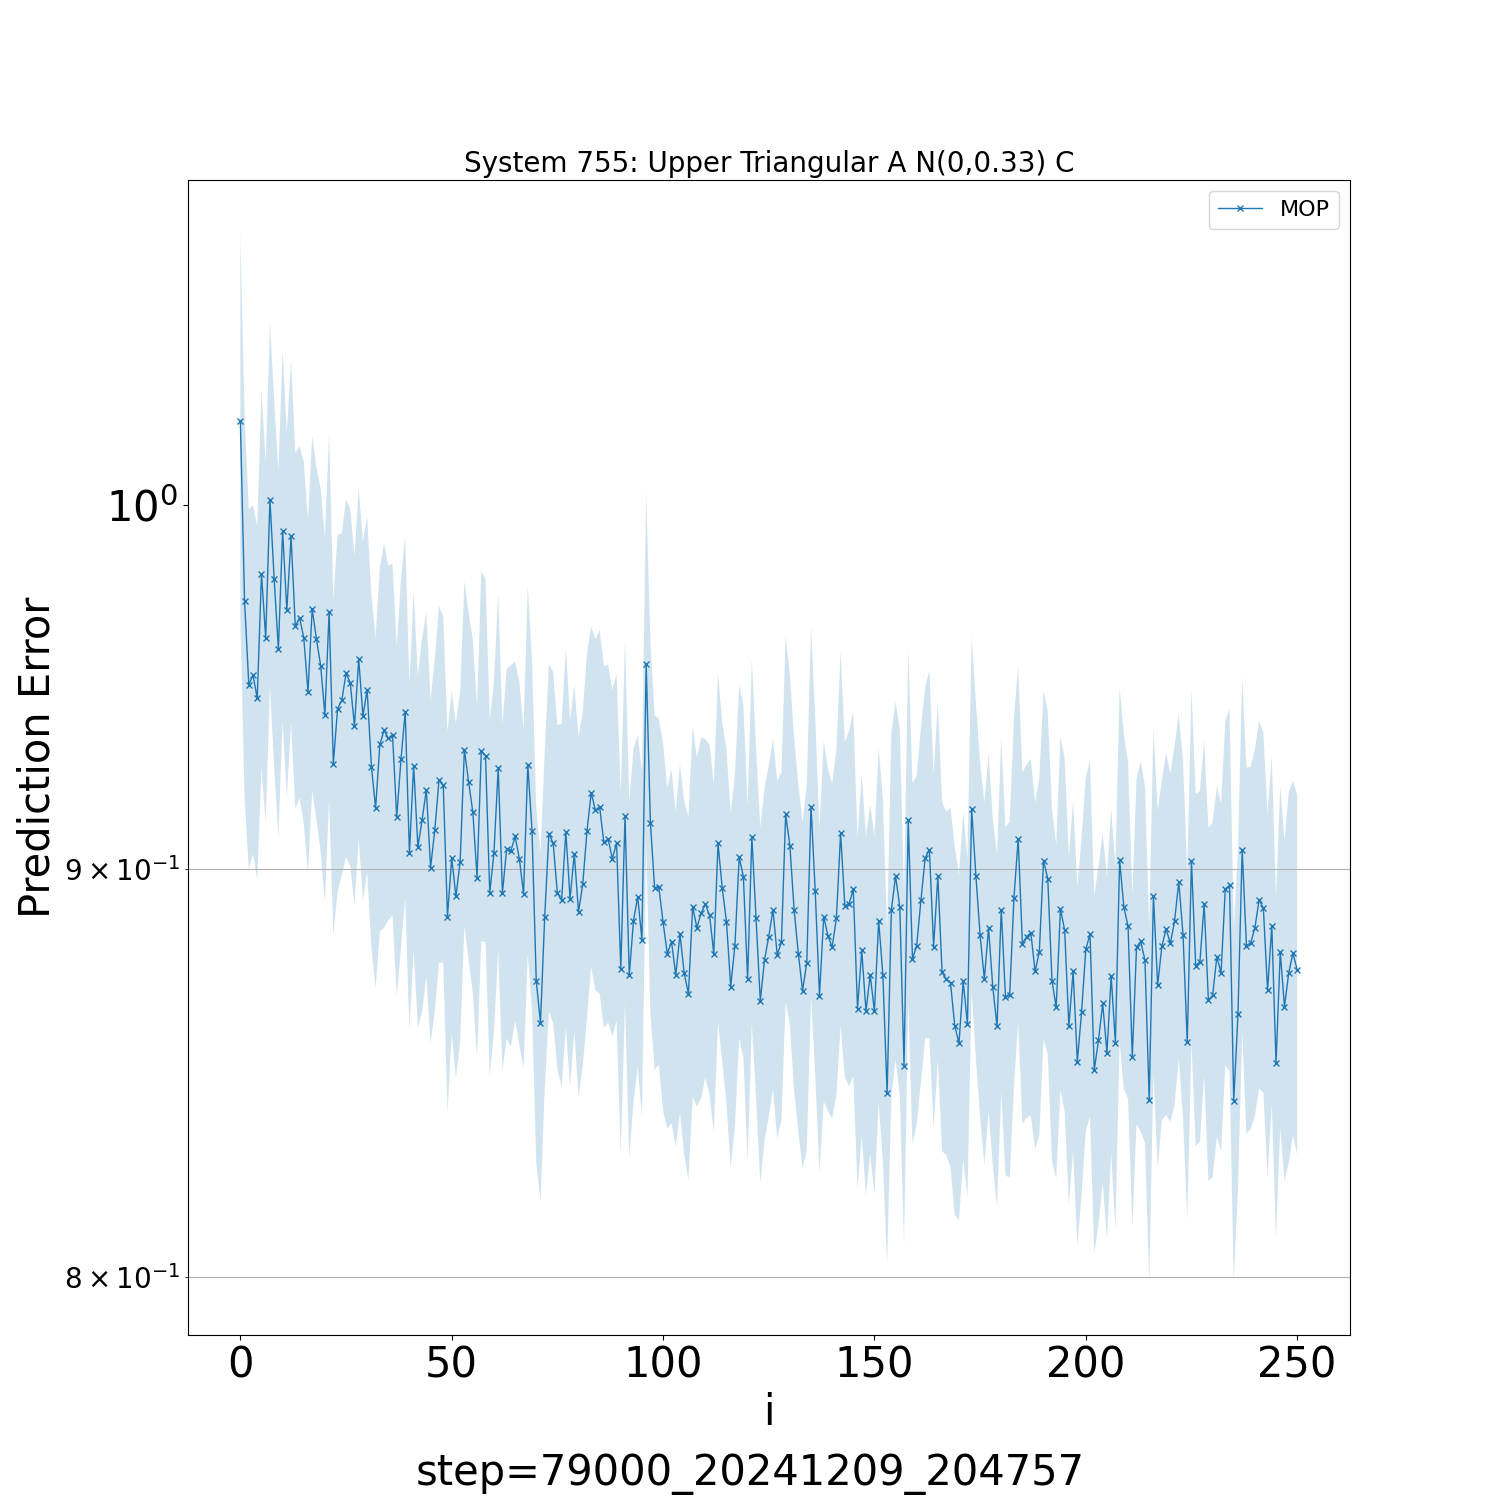 System 755: Upper Triangular A N(0,0.33) C
MOP
Prediction Error
10⁰
9 × 10⁻¹
8 × 10⁻¹
0 50 100 150 200 250
i
step=79000_20241209_204757